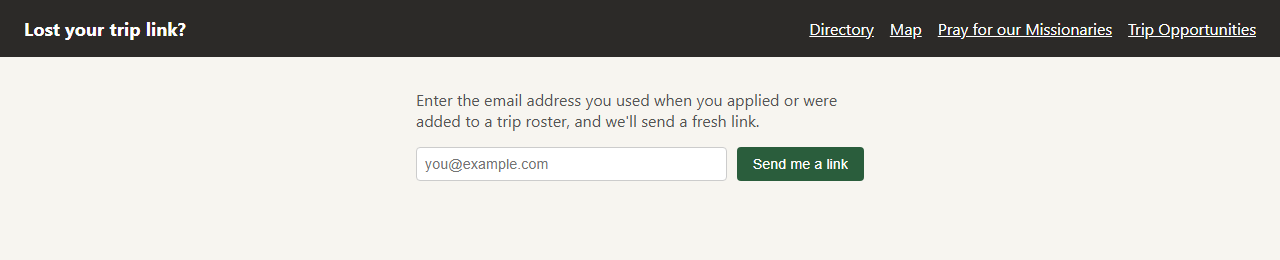 Lost your trip link?
Directory Map Pray for our Missionaries Trip Opportunities
Enter the email address you used when you applied or were
added to a trip roster, and we'll send a fresh link.
you@example.com
Send me a link